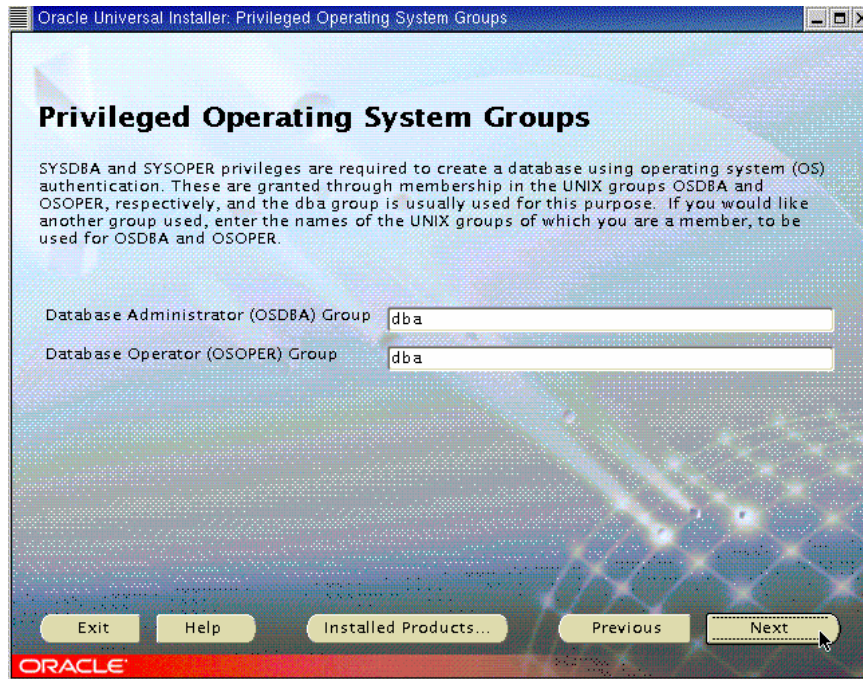 Oracle Universal Installer: Privileged Operating System Groups
Privileged Operating System Groups
SYSDBA and SYSOPER privileges are required to create a database using operating system (OS)
authentication. These are granted through membership in the UNIX groups OSDBA and
OSOPER, respectively, and the dba group is usually used for this purpose. If you would like
another group used, enter the names of the UNIX groups of which you are a member, to be
used for OSDBA and OSOPER.
Database Administrator (OSDBA) Group dba
Database Operator (OSOPER) Group dba
Exit Help Installed Products... Previous Next
ORACLE